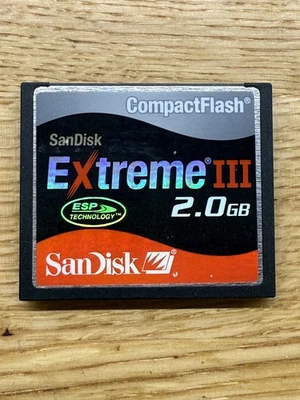 CompactFlash®
SanDisk
Extreme® III
ESP
TECHNOLOGY™
2.0GB
SanDisk